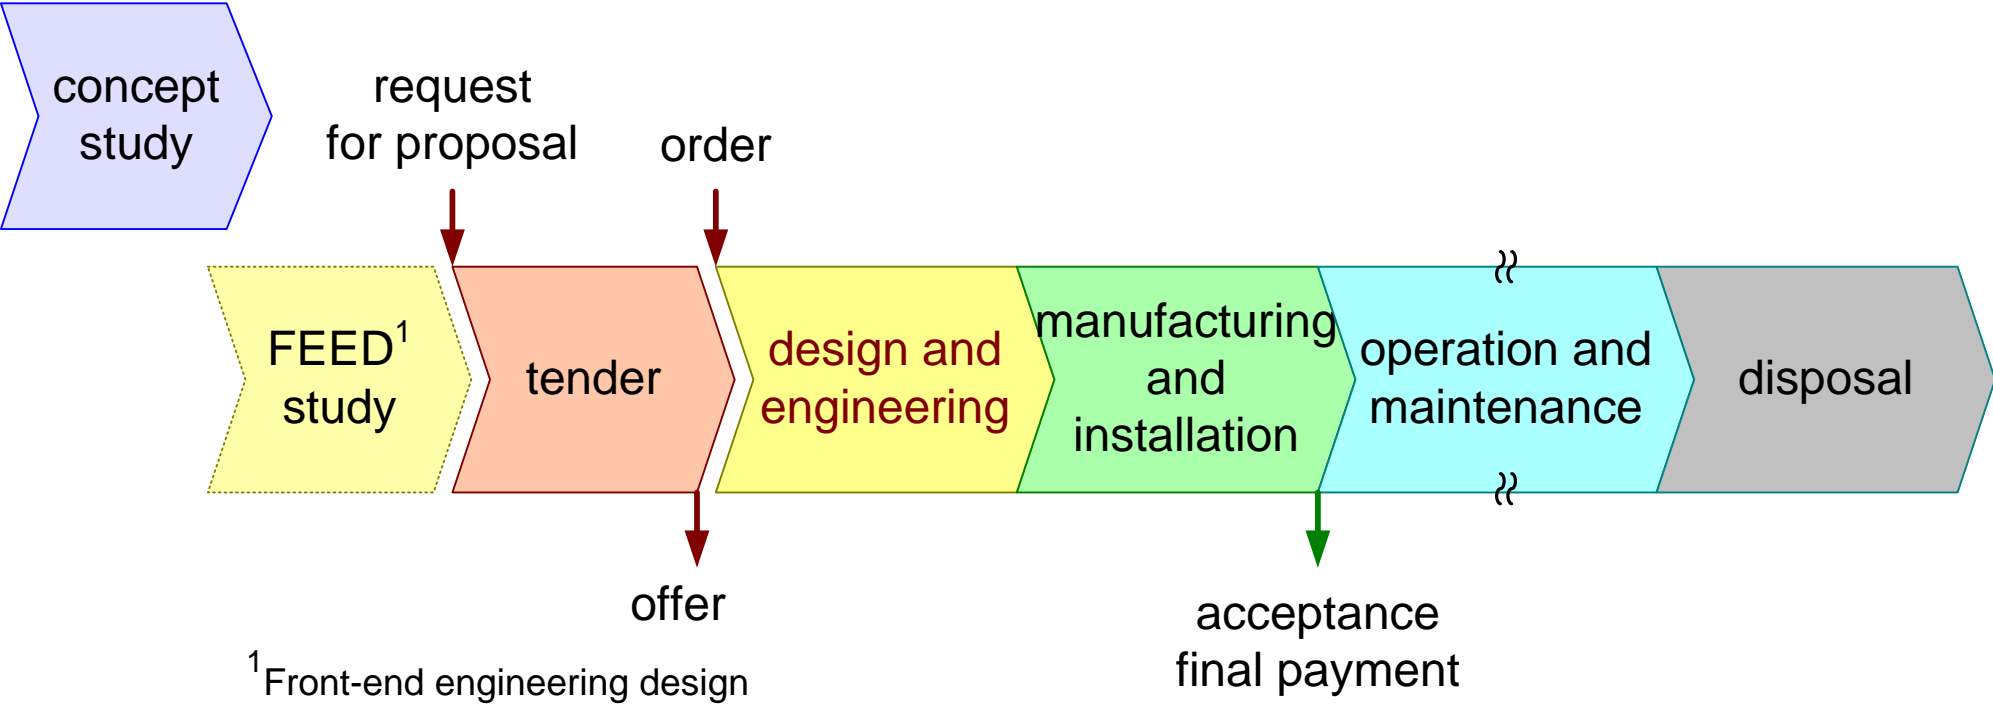 concept
study
request
for proposal
order
FEED¹
study
tender
design and
engineering
manufacturing
and
installation
operation and
maintenance
disposal
offer
acceptance
final payment
¹Front-end engineering design